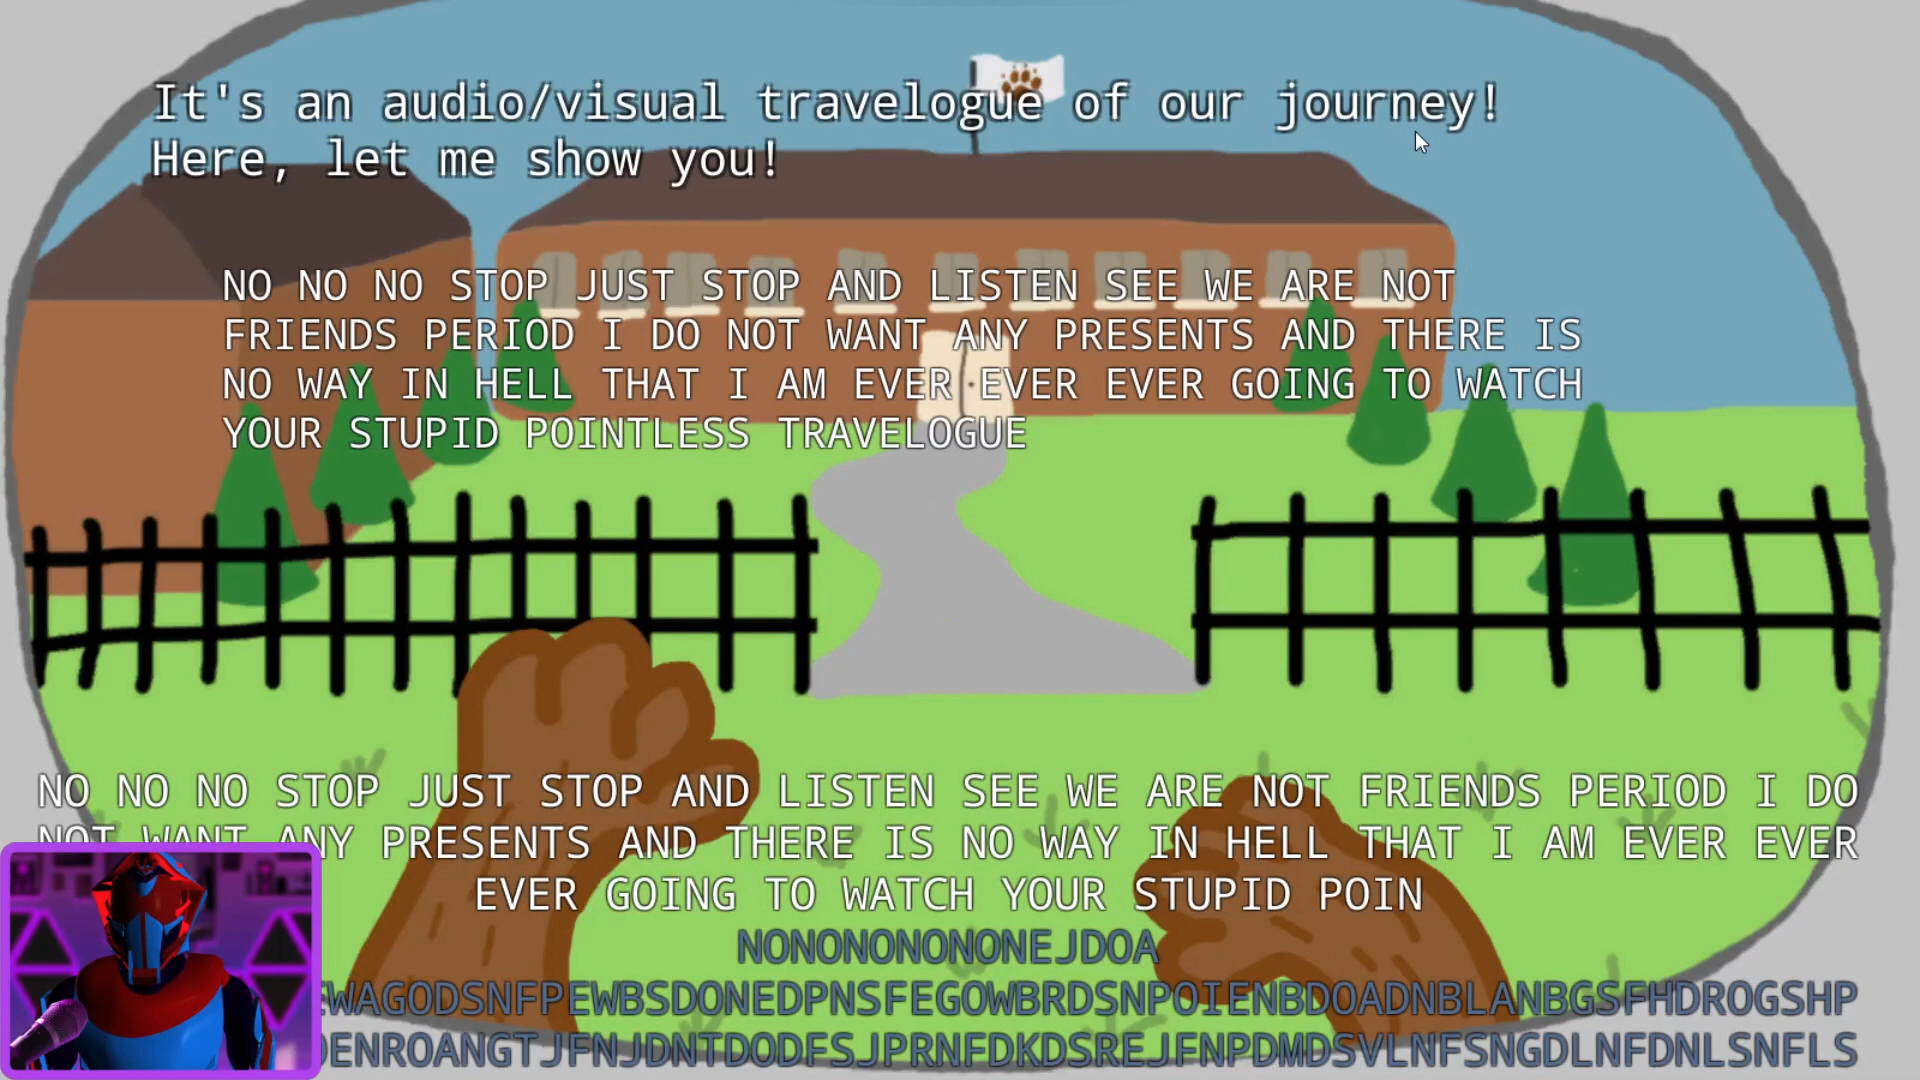 It's an audio/visual travelogue of our journey!
Here, let me show you!
NO NO NO STOP JUST STOP AND LISTEN SEE WE ARE NOT
FRIENDS PERIOD I DO NOT WANT ANY PRESENTS AND THERE IS
NO WAY IN HELL THAT I AM EVER EVER EVER GOING TO WATCH
YOUR STUPID POINTLESS TRAVELOGUE
NO NO NO STOP JUST STOP AND LISTEN SEE WE ARE NOT FRIENDS PERIOD I DO
NOT WANT ANY PRESENTS AND THERE IS NO WAY IN HELL THAT I AM EVER EVER
EVER GOING TO WATCH YOUR STUPID POIN
NONONONONONEJDOA
EWAGODSNFPEWBSDONEDPNSFEGOWBRDSNPOIENBDOADNBLANBGSFHDROGSHP
DENROANGTJFNJDNTDODFSJPRNFDKDSREJFNPDMDSVLNFSNGDLNFDNLSNFLS